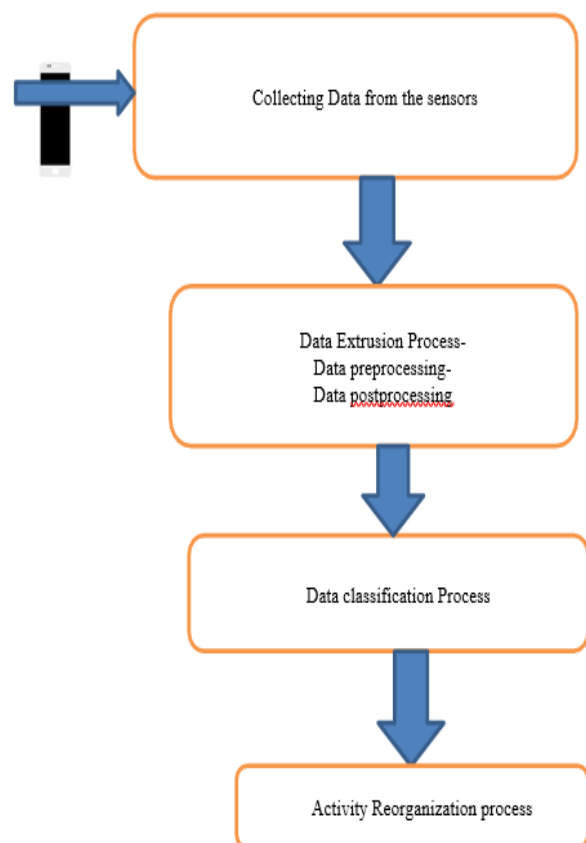 Collecting Data from the sensors
Data Extrusion Process-
Data preprocessing-
Data postprocessing
Data classification Process
Activity Reorganization process